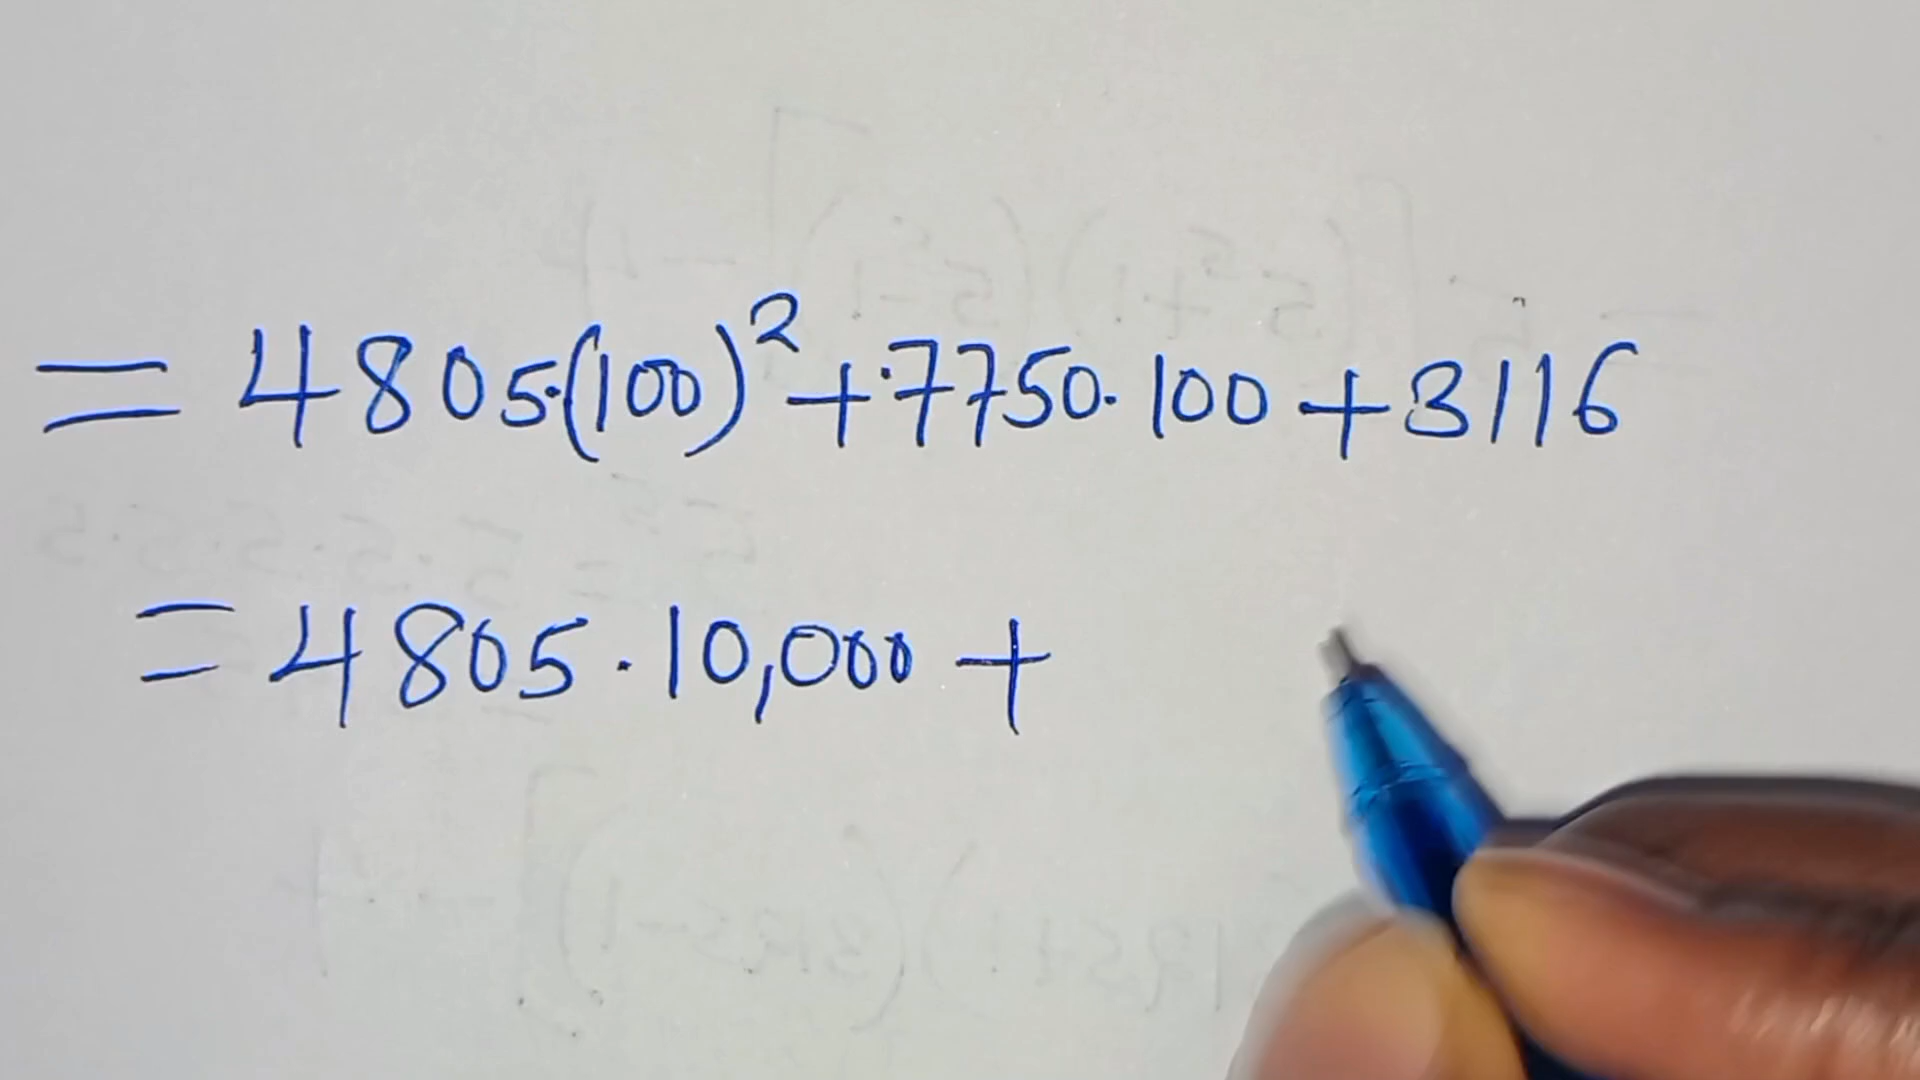 = 4805.(100)² + 7750. 100 + 3116
= 4805 . 10,000 +